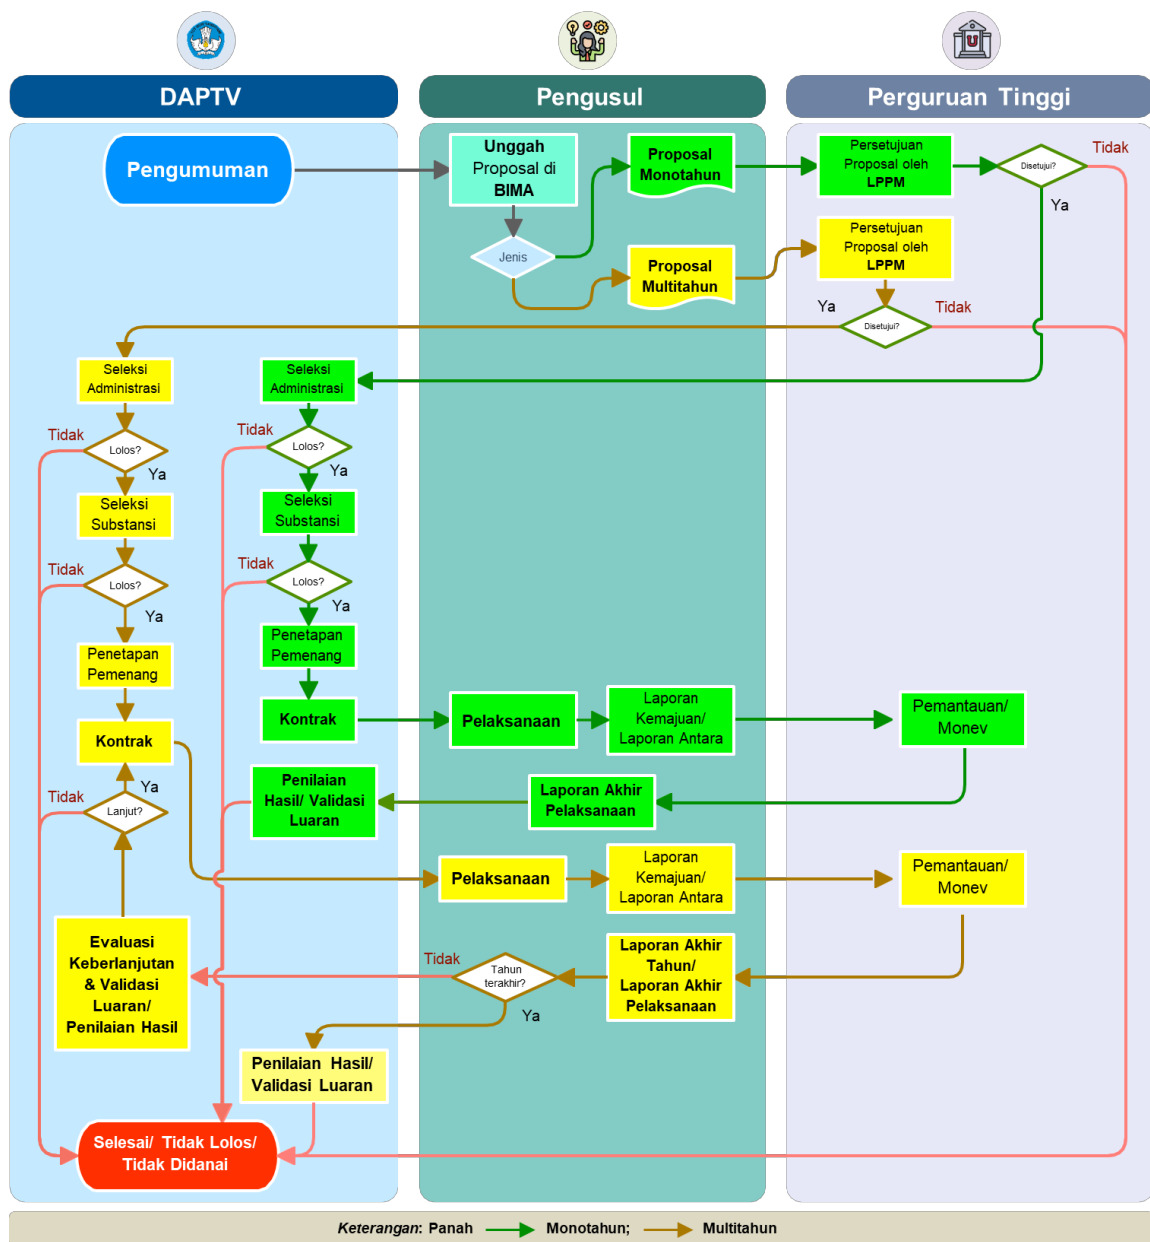 DAPTV
Pengusul
Perguruan Tinggi
Pengumuman
Unggah
Proposal di
BIMA
Jenis
Proposal
Monotahun
Proposal
Multitahun
Persetujuan
Proposal oleh
LPPM
Disetujui?
Tidak
Ya
Persetujuan
Proposal oleh
LPPM
Disetujui?
Ya
Tidak
Seleksi
Administrasi
Lolos?
Tidak
Ya
Seleksi
Substansi
Lolos?
Tidak
Ya
Penetapan
Pemenang
Kontrak
Ya
Tidak
Lanjut?
Seleksi
Administrasi
Tidak
Lolos?
Ya
Seleksi
Substansi
Tidak
Lolos?
Ya
Penetapan
Pemenang
Kontrak
Pelaksanaan
Laporan
Kemajuan/
Laporan Antara
Pemantauan/
Monev
Laporan Akhir
Pelaksanaan
Penilaian
Hasil/ Validasi
Luaran
Pelaksanaan
Laporan
Kemajuan/
Laporan Antara
Pemantauan/
Monev
Laporan Akhir
Tahun/
Laporan Akhir
Pelaksanaan
Tahun
terakhir?
Tidak
Ya
Evaluasi
Keberlanjutan
& Validasi
Luaran/
Penilaian Hasil
Penilaian Hasil/
Validasi Luaran
Selesai/ Tidak Lolos/
Tidak Didanai
Keterangan: Panah Monotahun; Multitahun